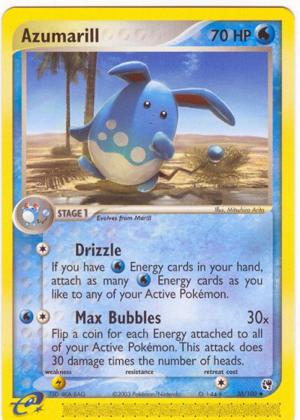 Azumarill 70 HP
Illus. Mitsuhiro Arita
STAGE 1
Evolves from Marill
Drizzle
If you have Energy cards in your hand,
attach as many Energy cards as you
like to any of your Active Pokémon.
Max Bubbles 30x
Flip a coin for each Energy attached to all
of your Active Pokémon. This attack does
30 damage times the number of heads.
weakness resistance retreat cost
©2003 Pokémon/Nintendo
e